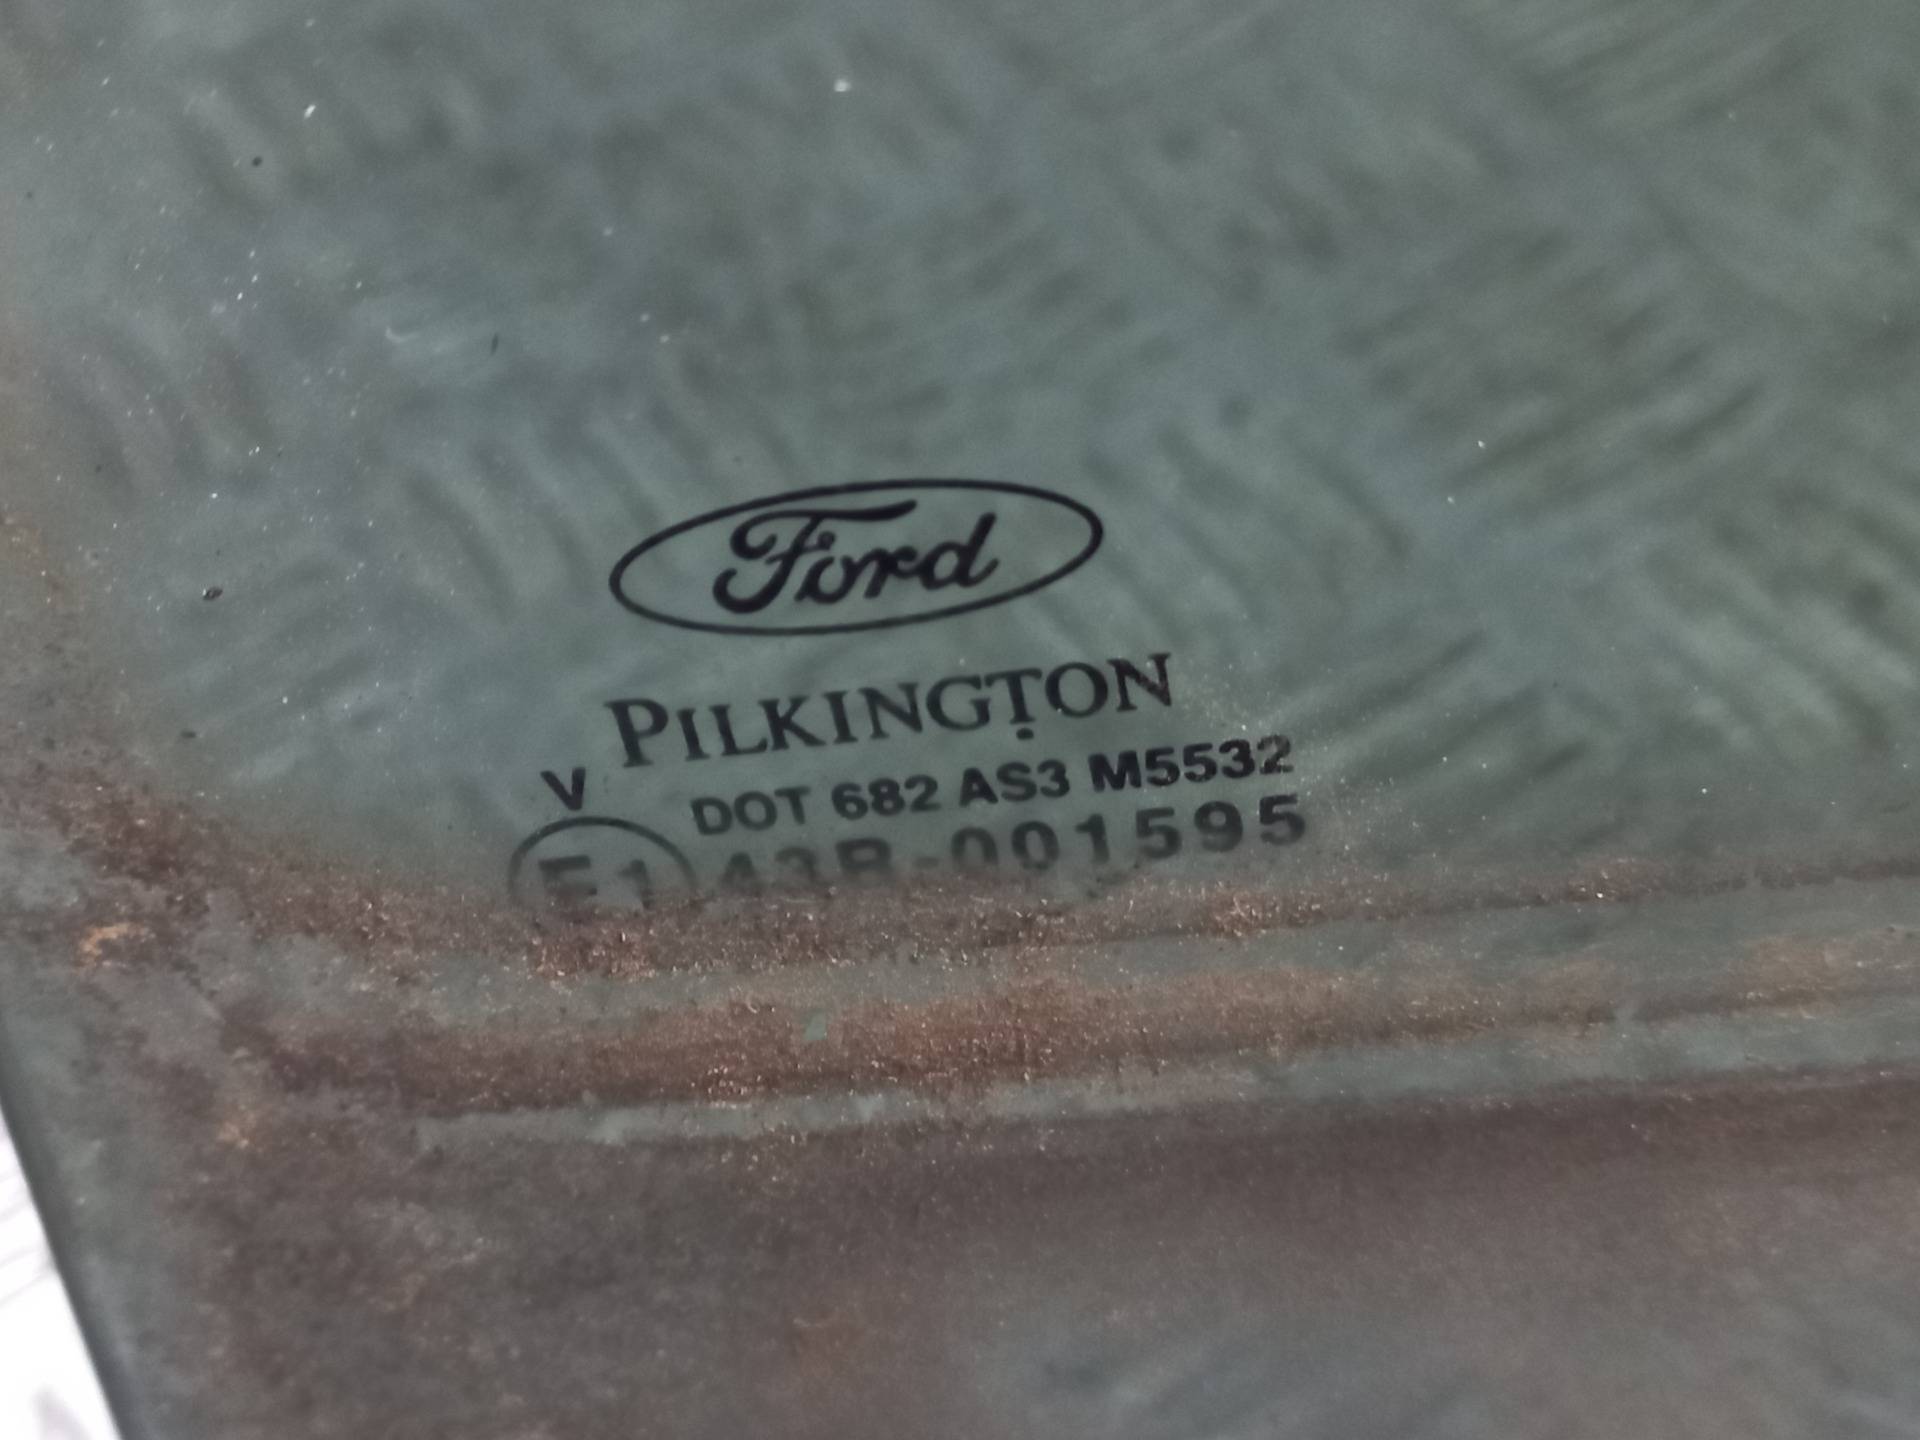 Ford
PILKINGTON
V
DOT 682 AS3 M5532
E1 43R-001595